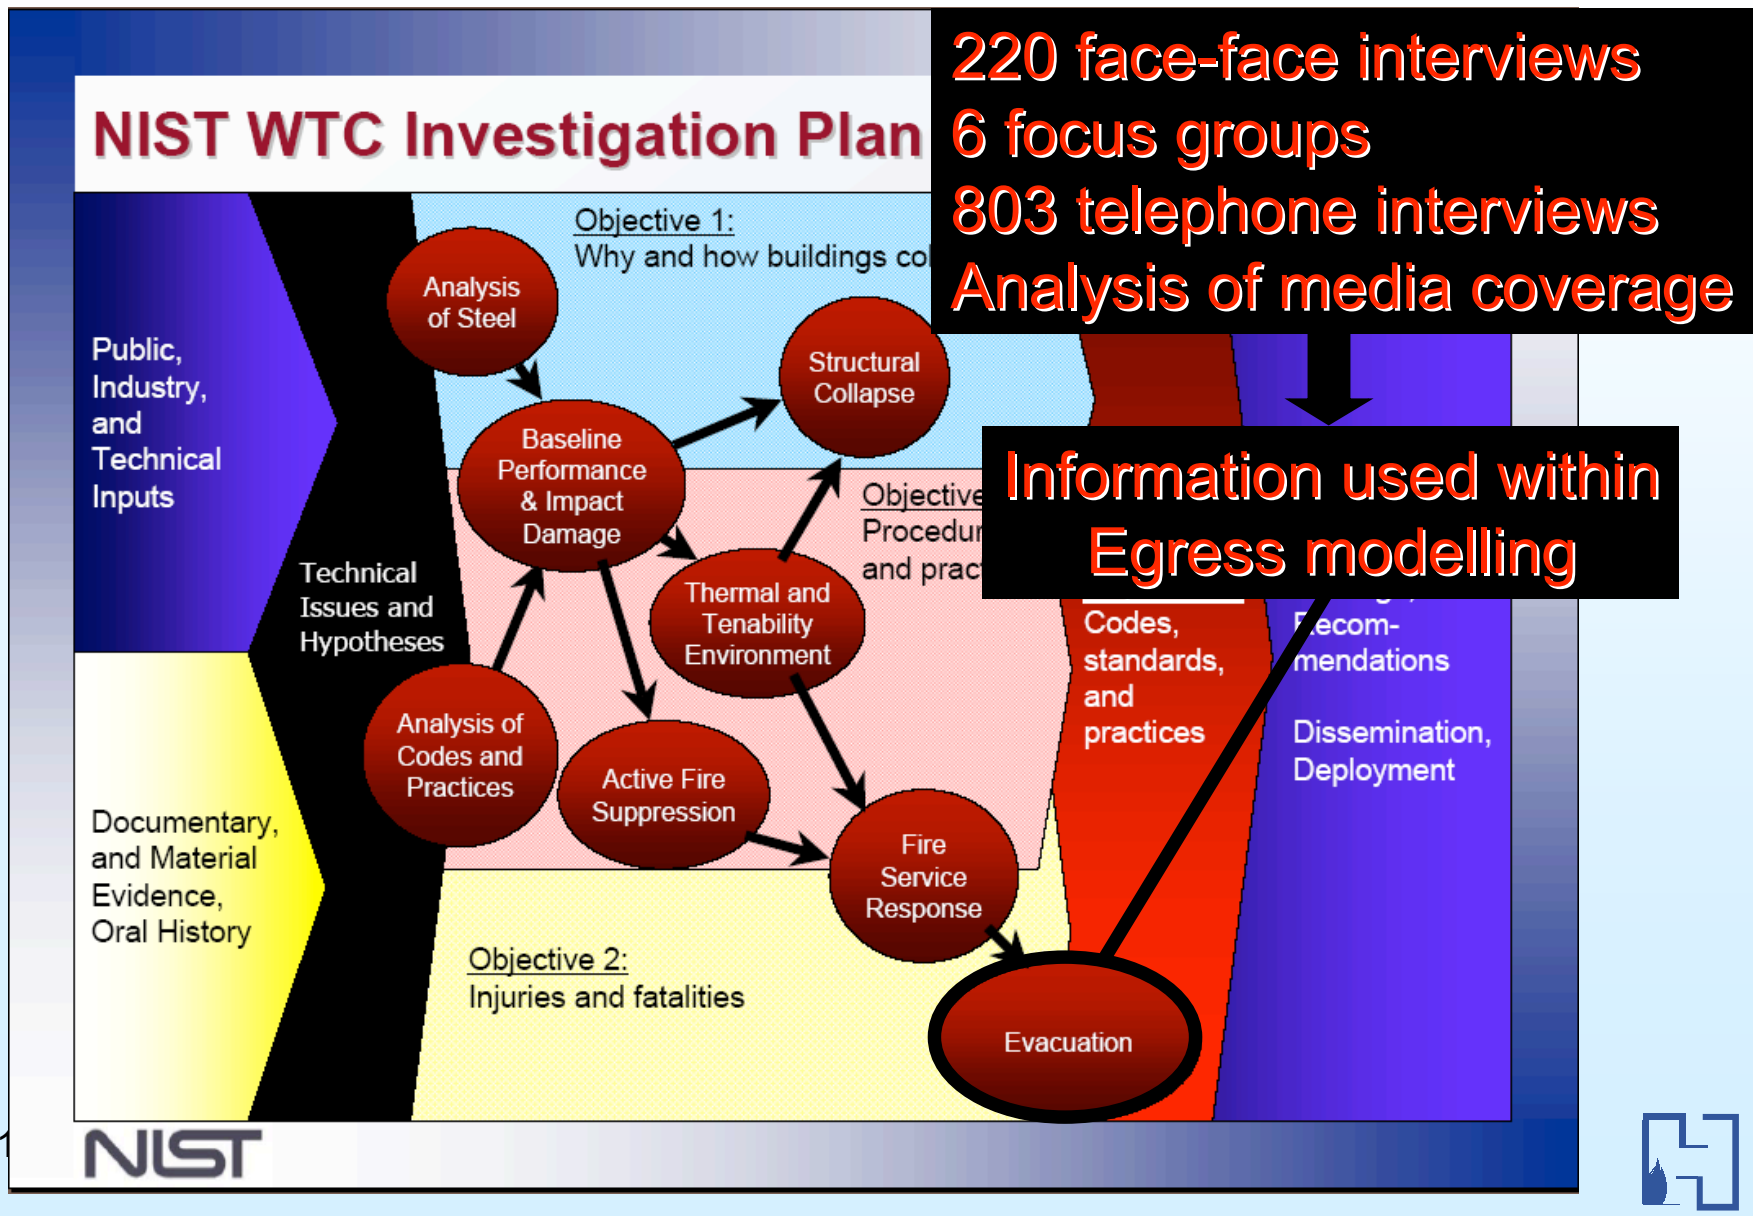 NIST WTC Investigation Plan
220 face-face interviews
6 focus groups
803 telephone interviews
Analysis of media coverage
Information used within
Egress modelling
Public,
Industry,
and
Technical
Inputs
Documentary,
and Material
Evidence,
Oral History
Technical
Issues and
Hypotheses
Objective 1:
Why and how buildings col
Analysis
of Steel
Structural
Collapse
Baseline
Performance
& Impact
Damage
Objective
Procedur
and prac
Thermal and
Tenability
Environment
Analysis of
Codes and
Practices
Active Fire
Suppression
Fire
Service
Response
Objective 2:
Injuries and fatalities
Evacuation
Codes,
standards,
and
practices
Recom-
mendations
Dissemination,
Deployment
NIST